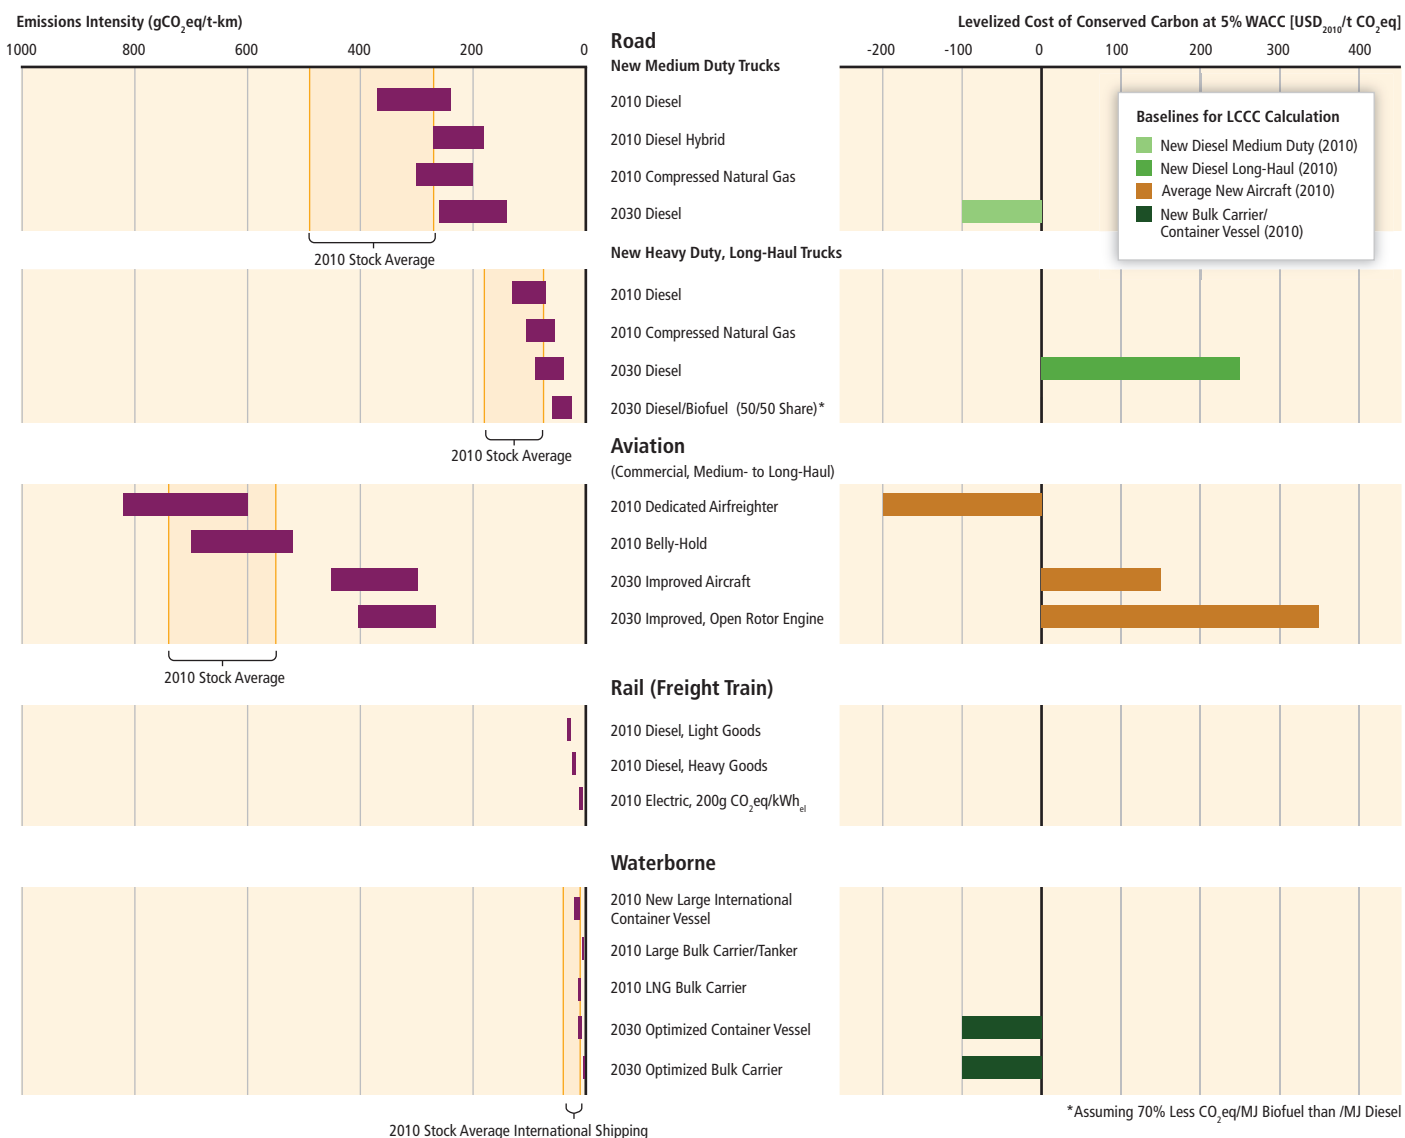 Emissions Intensity (gCO₂eq/t-km)
1000 800 600 400 200 0
Levelized Cost of Conserved Carbon at 5% WACC [USD₂₀₁₀/t CO₂eq]
-200 -100 0 100 200 300 400
Road
New Medium Duty Trucks
2010 Diesel
2010 Diesel Hybrid
2010 Compressed Natural Gas
2030 Diesel
2010 Stock Average
Baselines for LCCC Calculation
New Diesel Medium Duty (2010)
New Diesel Long-Haul (2010)
Average New Aircraft (2010)
New Bulk Carrier/
Container Vessel (2010)
New Heavy Duty, Long-Haul Trucks
2010 Diesel
2010 Compressed Natural Gas
2030 Diesel
2030 Diesel/Biofuel (50/50 Share)*
2010 Stock Average
Aviation
(Commercial, Medium- to Long-Haul)
2010 Dedicated Airfreighter
2010 Belly-Hold
2030 Improved Aircraft
2030 Improved, Open Rotor Engine
2010 Stock Average
Rail (Freight Train)
2010 Diesel, Light Goods
2010 Diesel, Heavy Goods
2010 Electric, 200g CO₂eq/kWhₑₗ
Waterborne
2010 New Large International
Container Vessel
2010 Large Bulk Carrier/Tanker
2010 LNG Bulk Carrier
2030 Optimized Container Vessel
2030 Optimized Bulk Carrier
*Assuming 70% Less CO₂eq/MJ Biofuel than /MJ Diesel
2010 Stock Average International Shipping